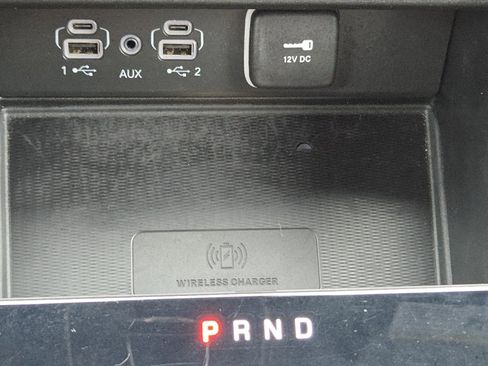 1 AUX 2
12V DC
WIRELESS CHARGER
P R N D